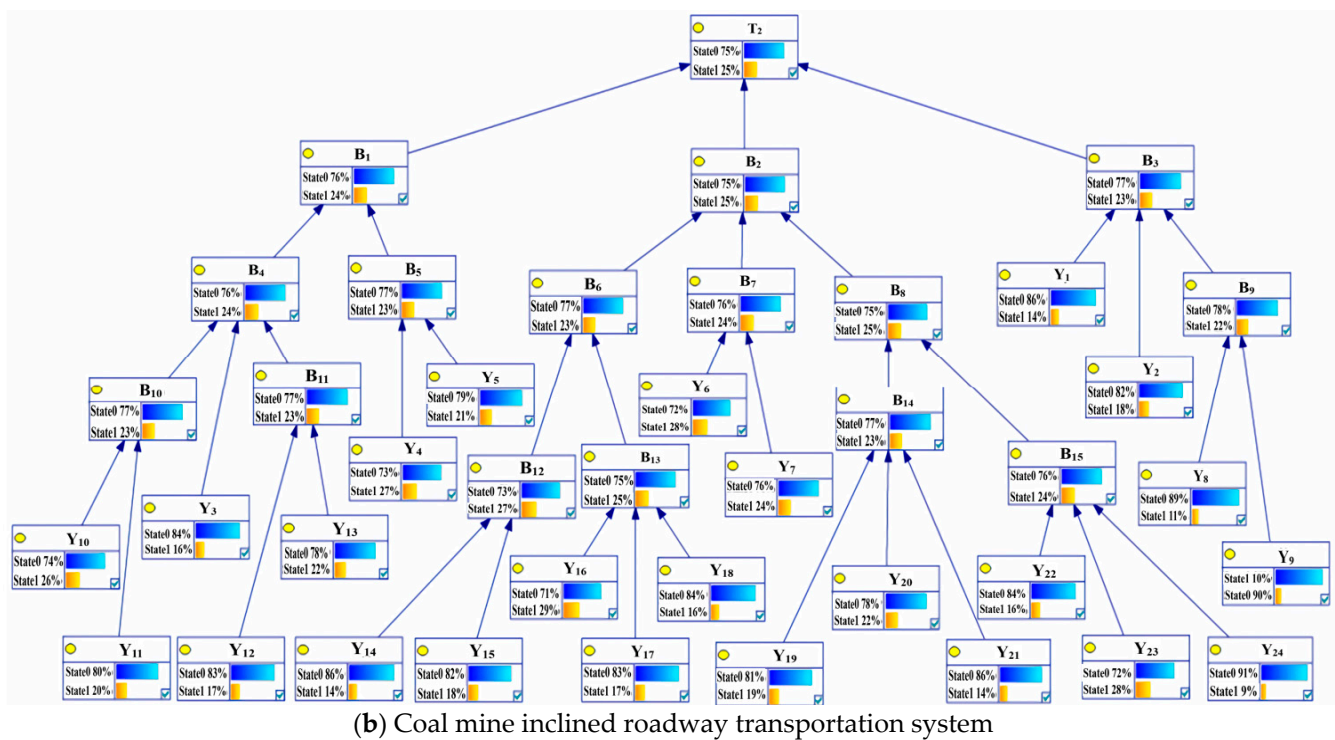 T2
State0 75%
State1 25%
B1
State0 76%
State1 24%
B2
State0 75%
State1 25%
B3
State0 77%
State1 23%
B4
State0 76%
State1 24%
B5
State0 77%
State1 23%
B6
State0 77%
State1 23%
B7
State0 76%
State1 24%
B8
State0 75%
State1 25%
Y1
State0 86%
State1 14%
B9
State0 78%
State1 22%
B10
State0 77%
State1 23%
B11
State0 77%
State1 23%
Y5
State0 79%
State1 21%
Y6
State0 72%
State1 28%
B14
State0 77%
State1 23%
Y2
State0 82%
State1 18%
Y4
State0 73%
State1 27%
B12
State0 73%
State1 27%
B13
State0 75%
State1 25%
Y7
State0 76%
State1 24%
B15
State0 76%
State1 24%
Y8
State0 89%
State1 11%
Y10
State0 74%
State1 26%
Y3
State0 84%
State1 16%
Y13
State0 78%
State1 22%
Y16
State0 71%
State1 29%
Y18
State0 84%
State1 16%
Y20
State0 78%
State1 22%
Y22
State0 84%
State1 16%
Y9
State1 10%
State0 90%
Y11
State0 80%
State1 20%
Y12
State0 83%
State1 17%
Y14
State0 86%
State1 14%
Y15
State0 82%
State1 18%
Y17
State0 83%
State1 17%
Y19
State0 81%
State1 19%
Y21
State0 86%
State1 14%
Y23
State0 72%
State1 28%
Y24
State0 91%
State1 9%
(b) Coal mine inclined roadway transportation system